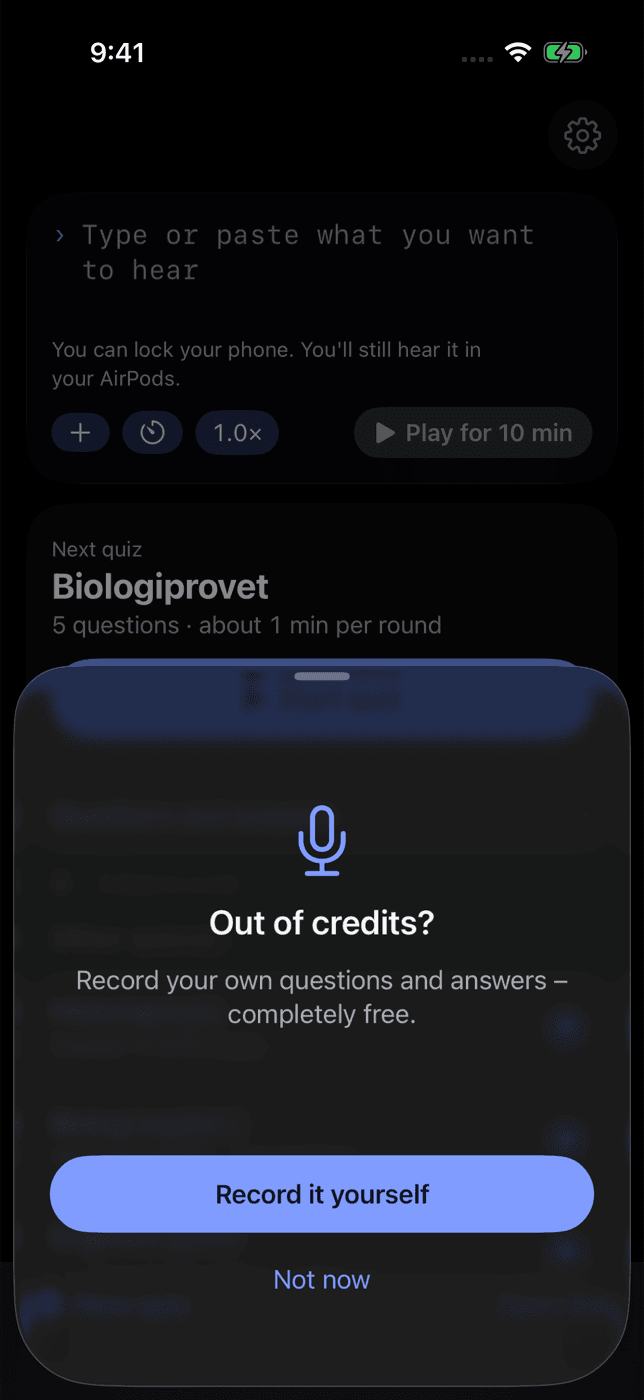 9:41
Type or paste what you want
to hear
You can lock your phone. You'll still hear it in
your AirPods.
1.0×
Play for 10 min
Next quiz
Biologiprovet
5 questions · about 1 min per round
Out of credits?
Record your own questions and answers –
completely free.
Record it yourself
Not now